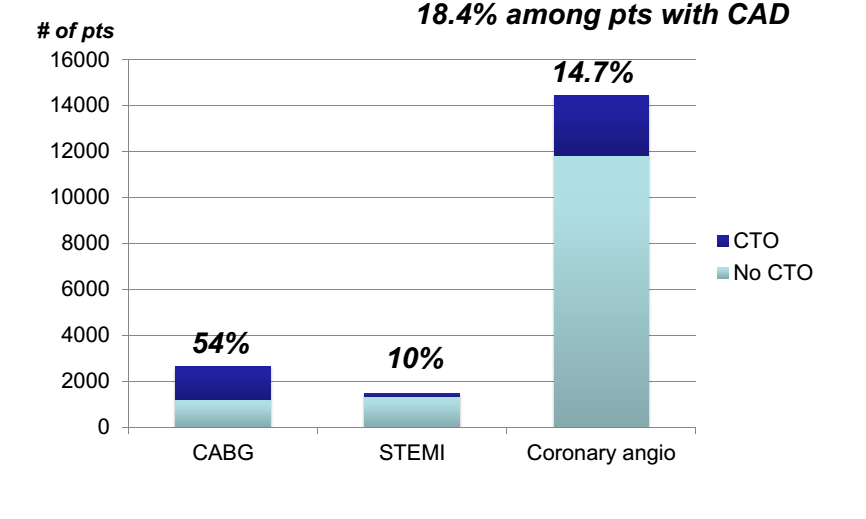 18.4% among pts with CAD
# of pts
16000
14.7%
14000
12000
10000
8000
CTO
No CTO
6000
4000
54%
10%
2000
0
CABG STEMI Coronary angio